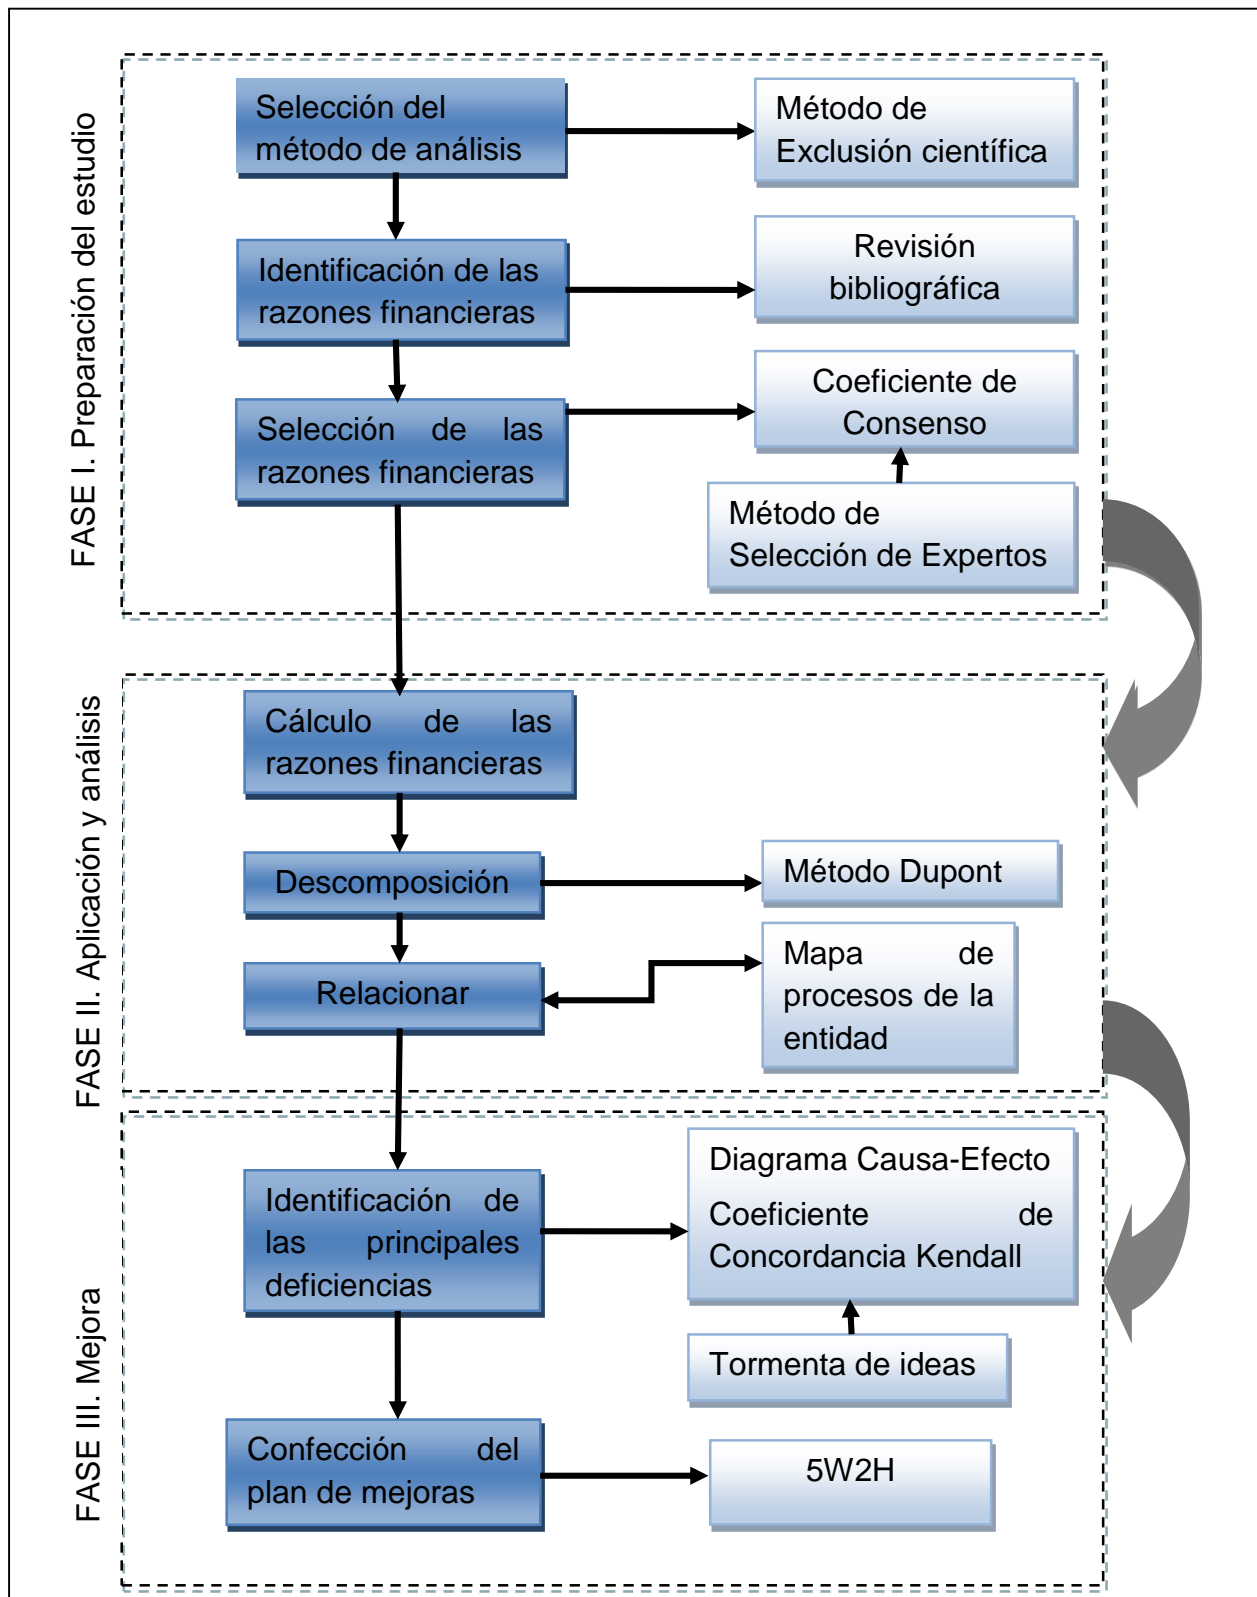 FASE I. Preparación del estudio
Selección del
método de análisis
Método de
Exclusión científica
Identificación de las
razones financieras
Revisión
bibliográfica
Selección de las
razones financieras
Coeficiente de
Consenso
Método de
Selección de Expertos
FASE II. Aplicación y análisis
Cálculo de las
razones financieras
Descomposición
Método Dupont
Relacionar
Mapa de
procesos de la
entidad
FASE III. Mejora
Identificación de
las principales
deficiencias
Diagrama Causa-Efecto
Coeficiente de
Concordancia Kendall
Tormenta de ideas
Confección del
plan de mejoras
5W2H